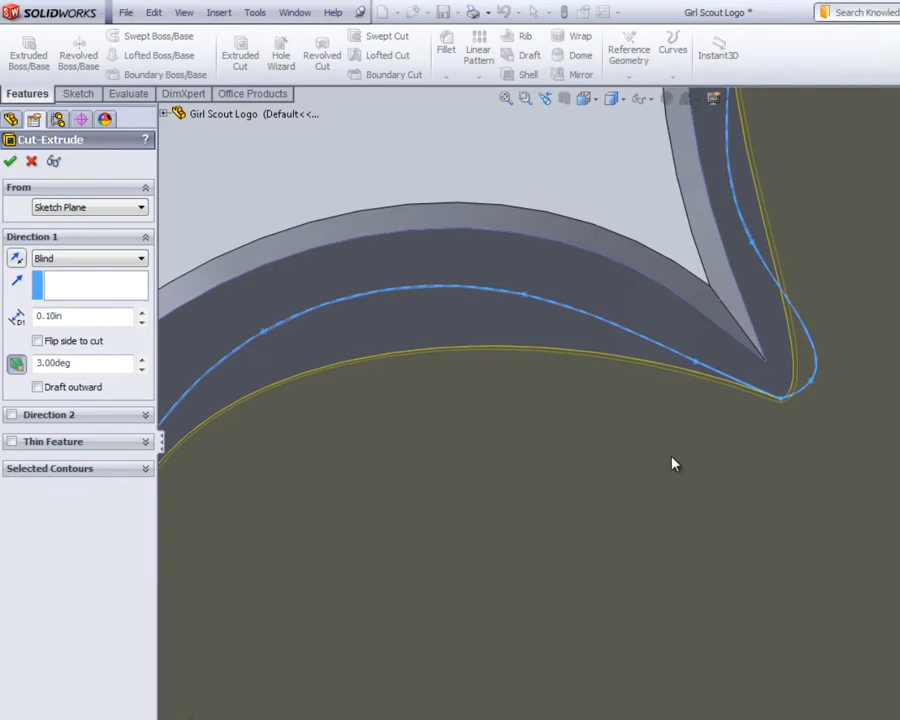 SW SOLIDWORKS File Edit View Insert Tools Window Help Girl Scout Logo * Search Knowled
Extruded Boss/Base Revolved Boss/Base Swept Boss/Base Lofted Boss/Base Boundary Boss/Base Extruded Cut Hole Wizard Revolved Cut Swept Cut Lofted Cut Boundary Cut Fillet Linear Pattern Rib Draft Shell Wrap Dome Mirror Reference Geometry Curves Instant3D
Features Sketch Evaluate DimXpert Office Products
Girl Scout Logo (Default<<...
Cut-Extrude ?
From
Sketch Plane
Direction 1
Blind
D1 0.10in
Flip side to cut
3.00deg
Draft outward
Direction 2
Thin Feature
Selected Contours